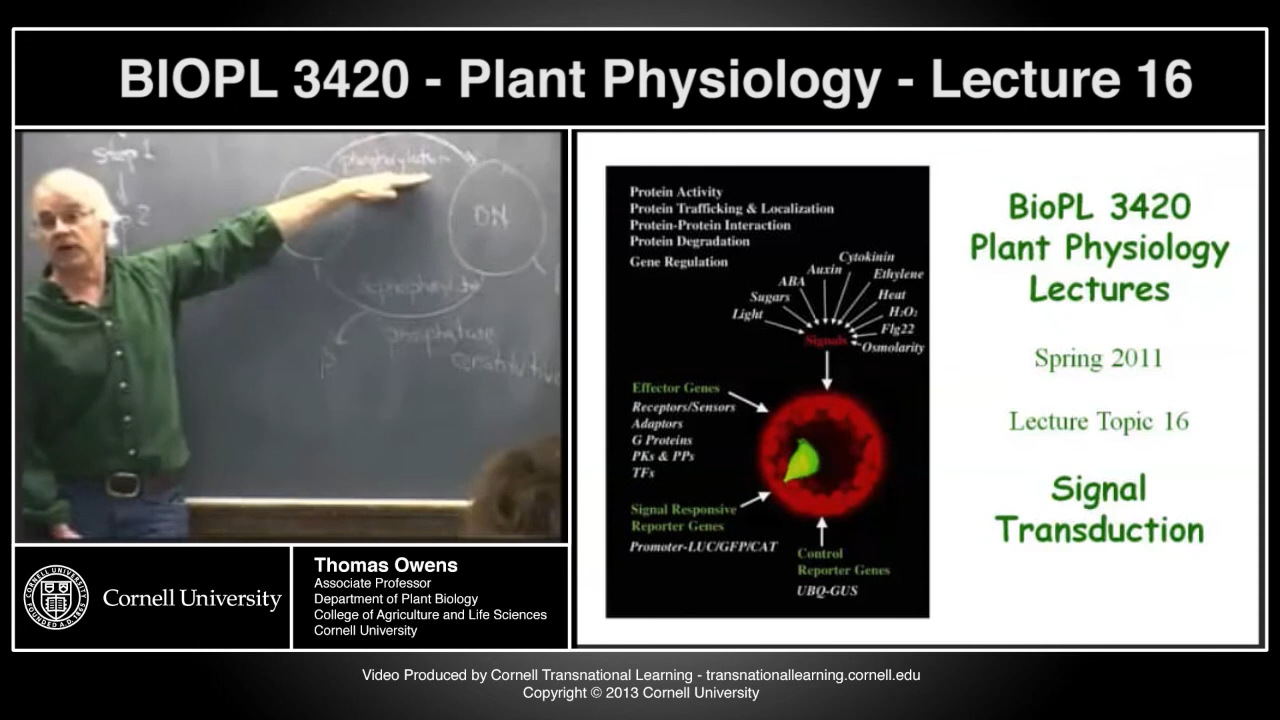 BIOPL 3420 - Plant Physiology - Lecture 16
Step 1
phosphorylation
ON
phosphatase
Protein Activity
Protein Trafficking & Localization
Protein-Protein Interaction
Protein Degradation
Gene Regulation
Cytokinin
Auxin
Ethylene
ABA
Heat
Sugars
H₂O₂
Light
Flg22
Signals
Osmolarity
Effector Genes
Receptors/Sensors
Adaptors
G Proteins
PKs & PPs
TFs
Signal Responsive
Reporter Genes
Promoter-LUC/GFP/CAT
Control
Reporter Genes
UBQ-GUS
BioPL 3420
Plant Physiology
Lectures
Spring 2011
Lecture Topic 16
Signal
Transduction
CORNELL UNIVERSITY
FOUNDED A.D. 1865
Cornell University
Thomas Owens
Associate Professor
Department of Plant Biology
College of Agriculture and Life Sciences
Cornell University
Video Produced by Cornell Transnational Learning - transnationallearning.cornell.edu
Copyright © 2013 Cornell University